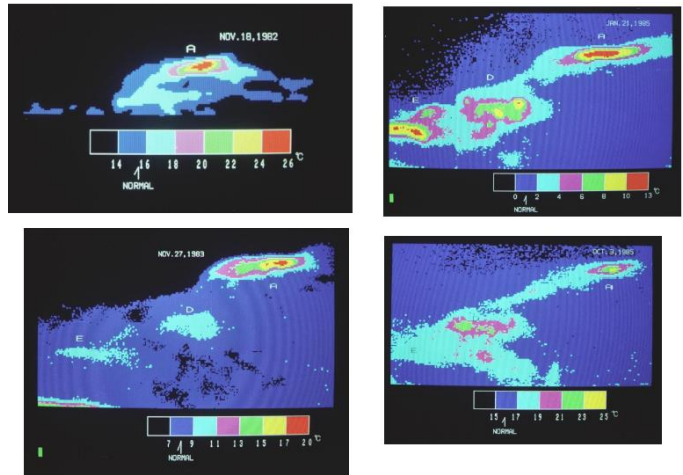 NOV.18,1982
A
14 16 18 20 22 24 26 °C
NORMAL
JAN.21,1985
A
D
E
0 2 4 6 8 10 13 °C
NORMAL
NOV.27,1983
A
D
E
7 9 11 13 15 17 20 °C
NORMAL
OCT.3,1985
A
E
15 17 19 21 23 25 °C
NORMAL